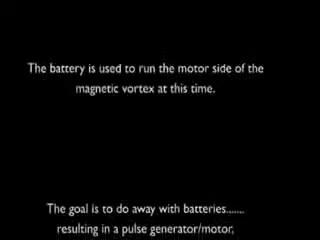 The battery is used to run the motor side of the
magnetic vortex at this time.
The goal is to do away with batteries.......
resulting in a pulse generator/motor,